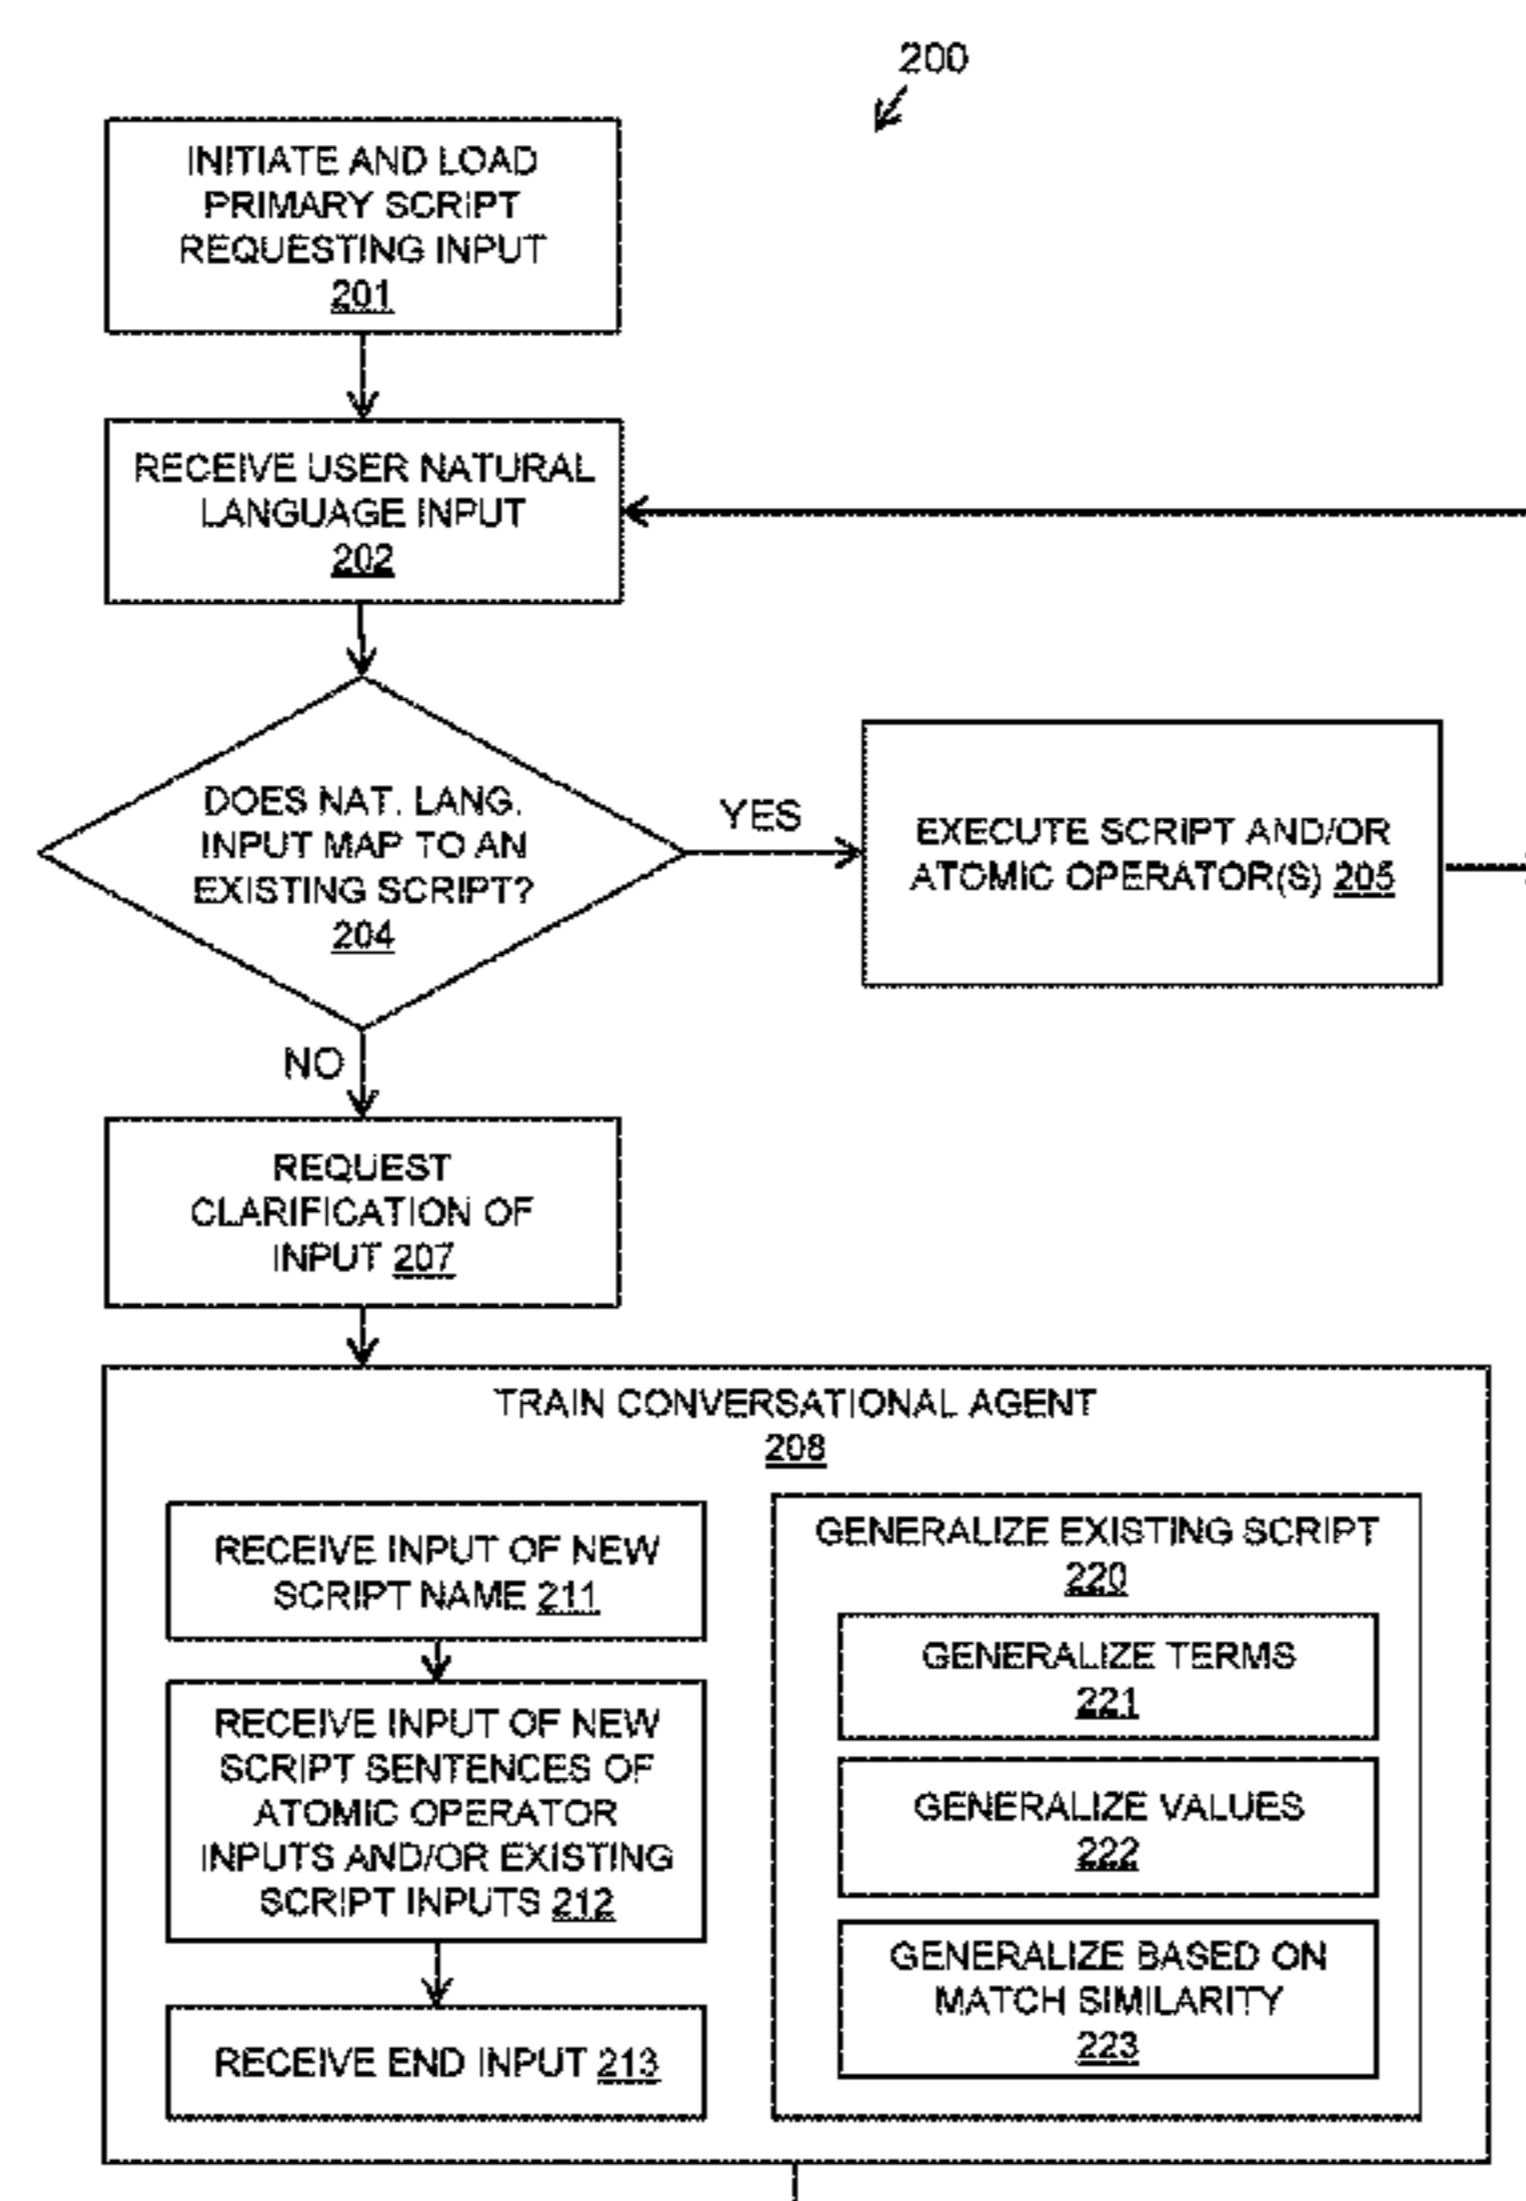 200
INITIATE AND LOAD
PRIMARY SCRIPT
REQUESTING INPUT
201
RECEIVE USER NATURAL
LANGUAGE INPUT
202
DOES NAT. LANG.
INPUT MAP TO AN
EXISTING SCRIPT?
204
YES
EXECUTE SCRIPT AND/OR
ATOMIC OPERATOR(S) 205
NO
REQUEST
CLARIFICATION OF
INPUT 207
TRAIN CONVERSATIONAL AGENT
208
RECEIVE INPUT OF NEW
SCRIPT NAME 211
RECEIVE INPUT OF NEW
SCRIPT SENTENCES OF
ATOMIC OPERATOR
INPUTS AND/OR EXISTING
SCRIPT INPUTS 212
RECEIVE END INPUT 213
GENERALIZE EXISTING SCRIPT
220
GENERALIZE TERMS
221
GENERALIZE VALUES
222
GENERALIZE BASED ON
MATCH SIMILARITY
223